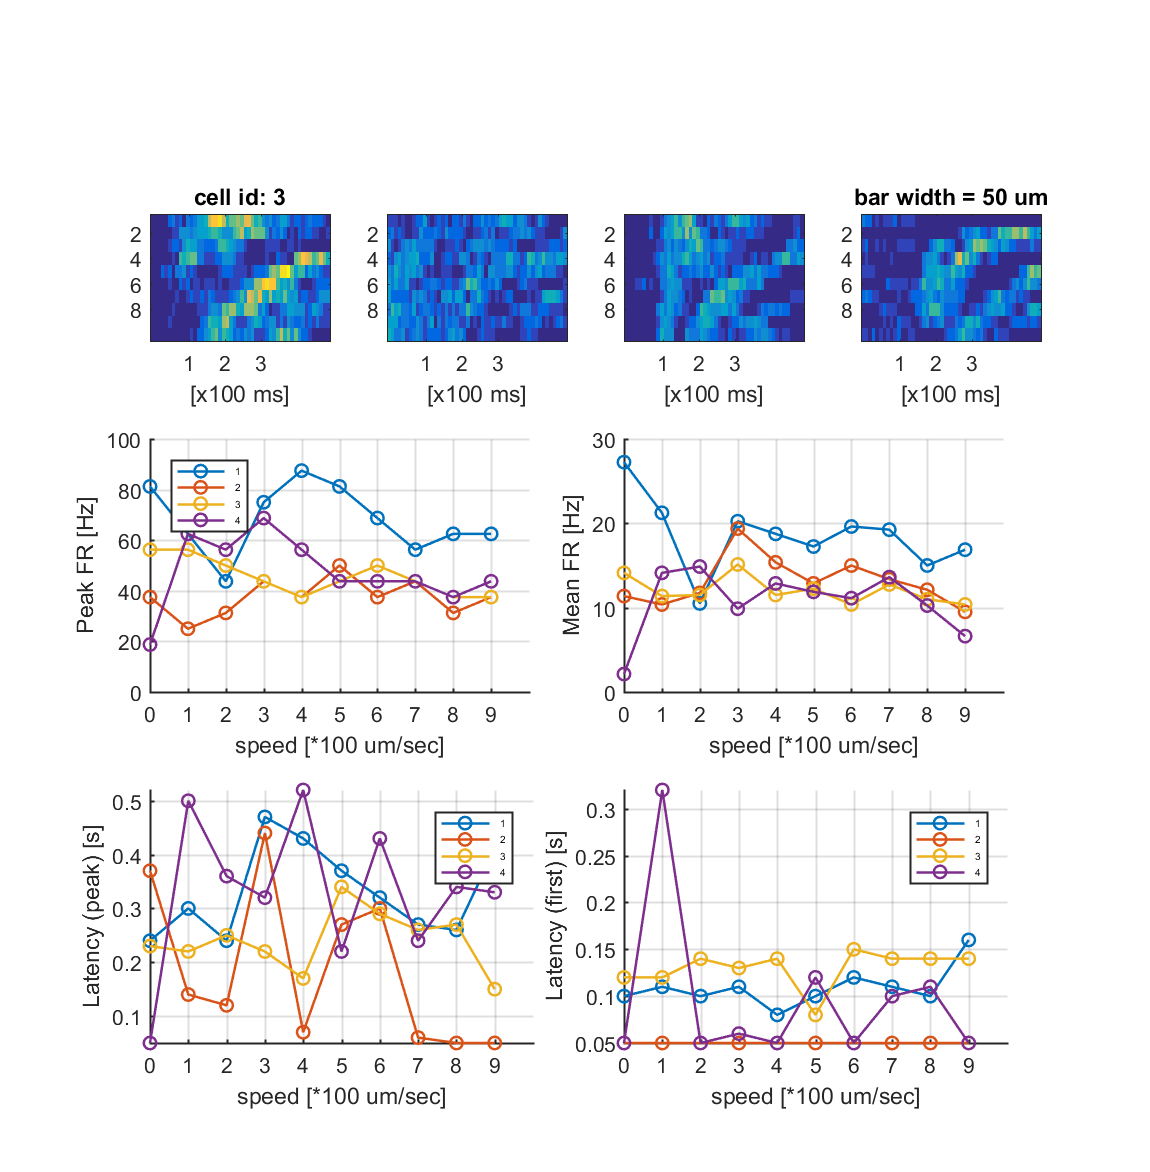 cell id: 3
bar width = 50 um
2 2 2 2
4 4 4 4
6 6 6 6
8 8 8 8
1 2 3 1 2 3 1 2 3 1 2 3
[x100 ms] [x100 ms] [x100 ms] [x100 ms]
Peak FR [Hz]
100
80
60
40
20
0
1
2
3
4
0 1 2 3 4 5 6 7 8 9
speed [*100 um/sec]
Mean FR [Hz]
30
20
10
0
0 1 2 3 4 5 6 7 8 9
speed [*100 um/sec]
Latency (peak) [s]
0.5
0.4
0.3
0.2
0.1
1
2
3
4
0 1 2 3 4 5 6 7 8 9
speed [*100 um/sec]
Latency (first) [s]
0.3
0.25
0.2
0.15
0.1
0.05
1
2
3
4
0 1 2 3 4 5 6 7 8 9
speed [*100 um/sec]